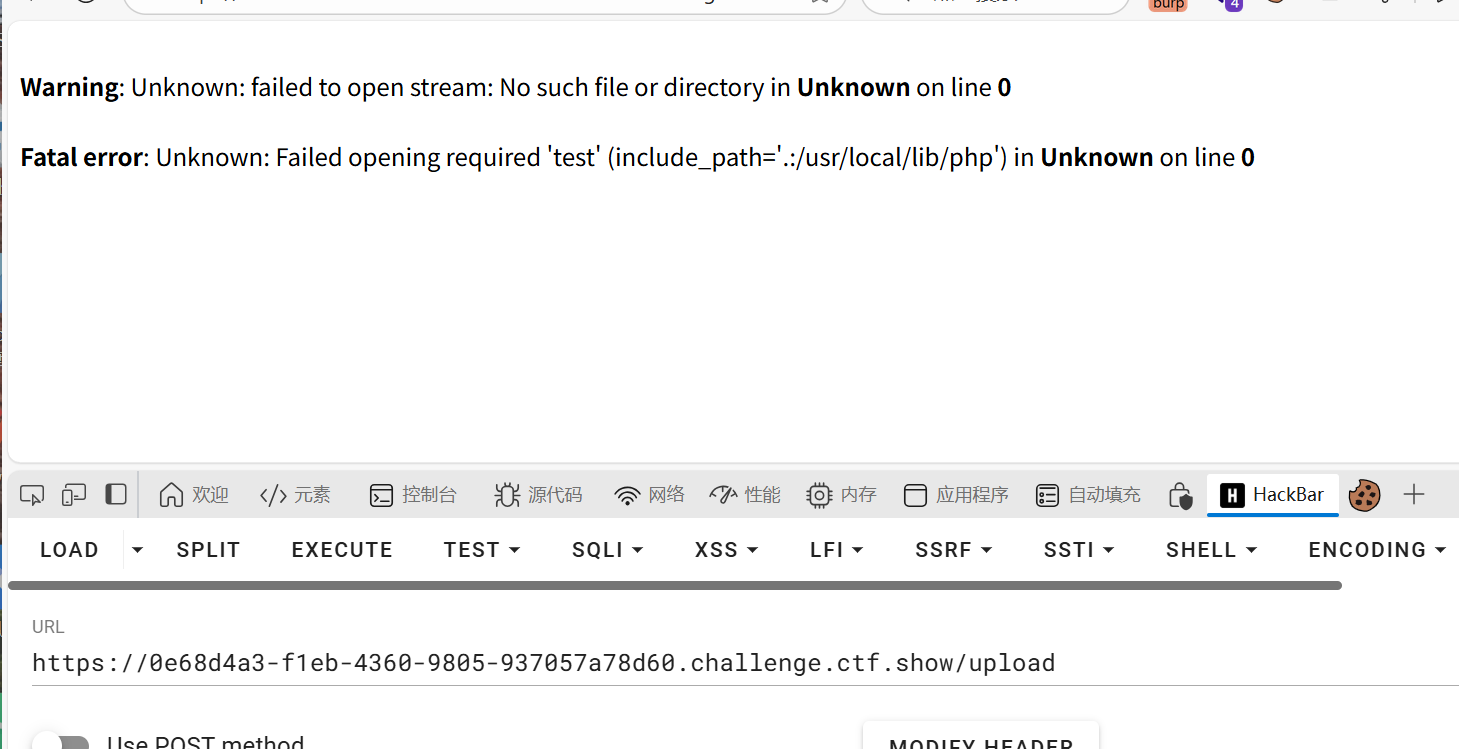 burp
4
Warning: Unknown: failed to open stream: No such file or directory in Unknown on line 0
Fatal error: Unknown: Failed opening required 'test' (include_path='.:/usr/local/lib/php') in Unknown on line 0
欢迎 </> 元素 控制台 源代码 网络 性能 内存 应用程序 自动填充 H HackBar
LOAD SPLIT EXECUTE TEST SQLI XSS LFI SSRF SSTI SHELL ENCODING
URL
https://0e68d4a3-f1eb-4360-9805-937057a78d60.challenge.ctf.show/upload
Use POST method MODIFY HEADER